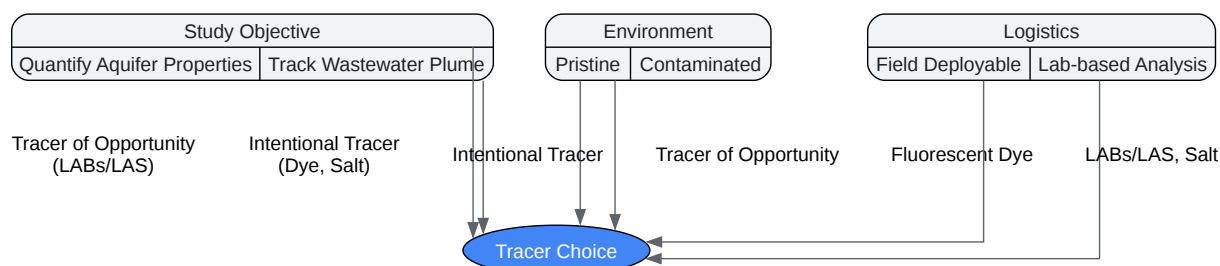 Study Objective
Quantify Aquifer Properties
Track Wastewater Plume
Environment
Pristine
Contaminated
Logistics
Field Deployable
Lab-based Analysis
Tracer of Opportunity
(LABs/LAS)
Intentional Tracer
(Dye, Salt)
Intentional Tracer
Tracer of Opportunity
Fluorescent Dye
LABs/LAS, Salt
Tracer Choice